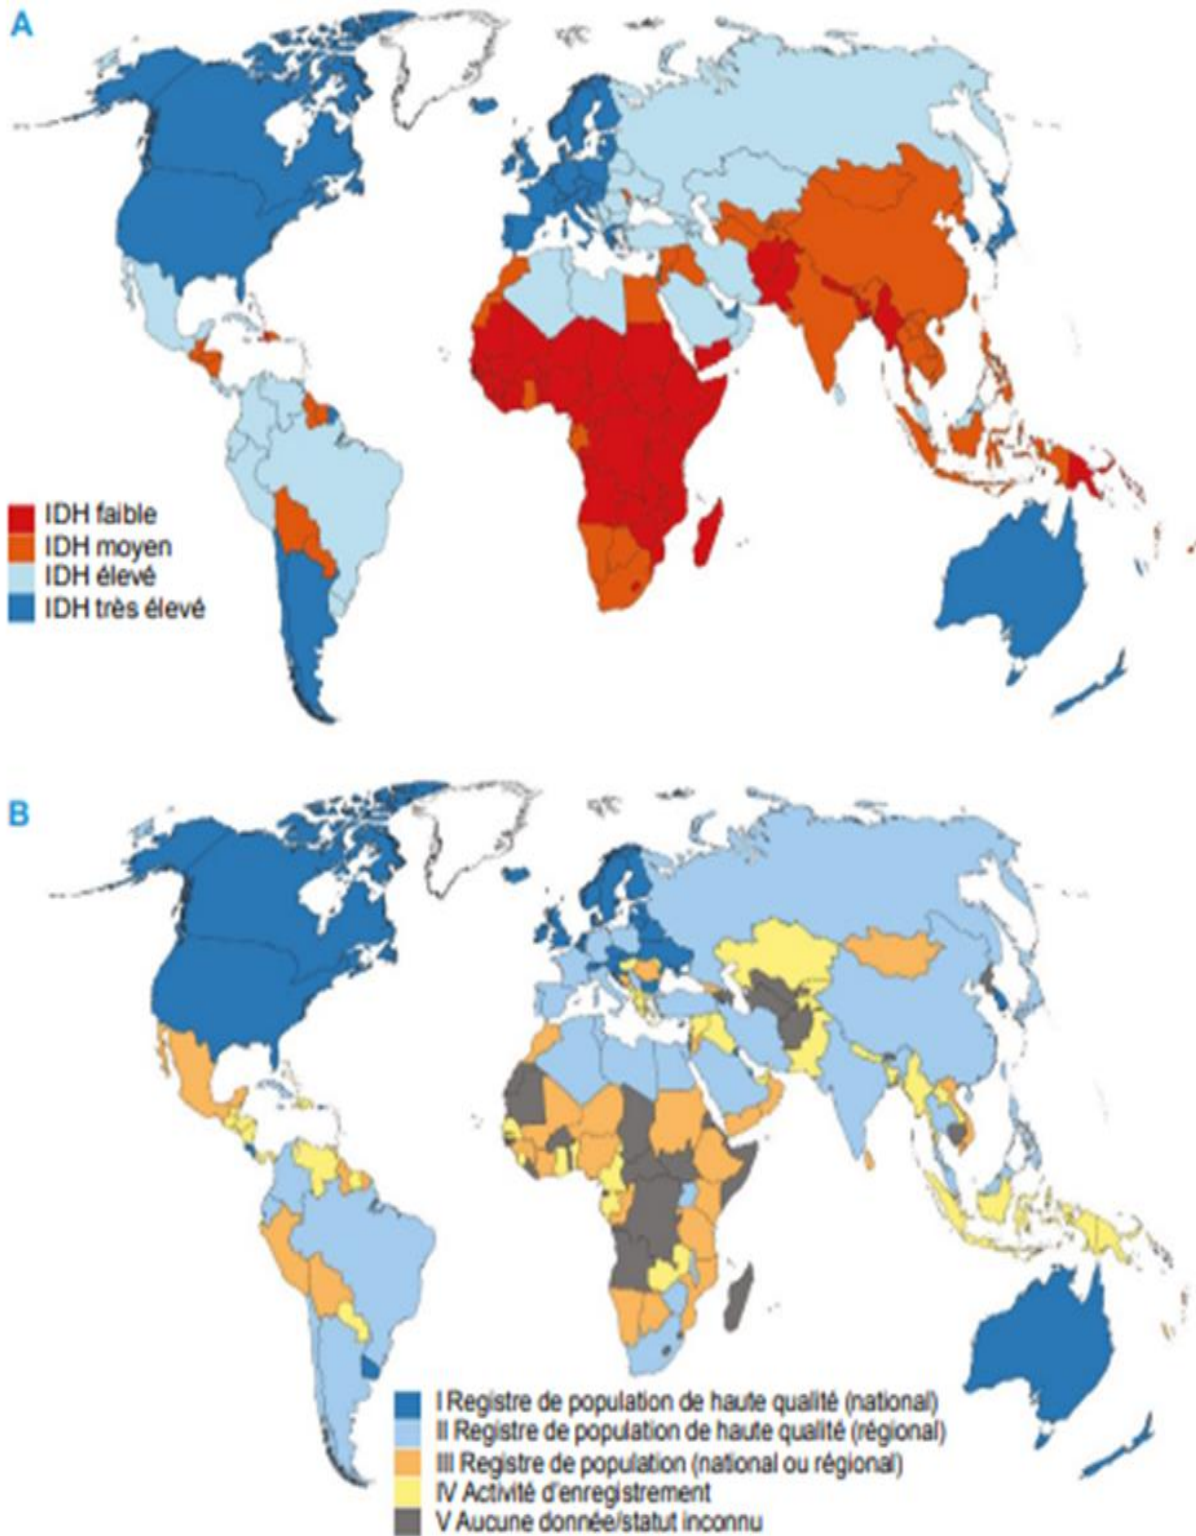 A
IDH faible
IDH moyen
IDH élevé
IDH très élevé
B
I Registre de population de haute qualité (national)
II Registre de population de haute qualité (régional)
III Registre de population (national ou régional)
IV Activité d'enregistrement
V Aucune donnée/statut inconnu